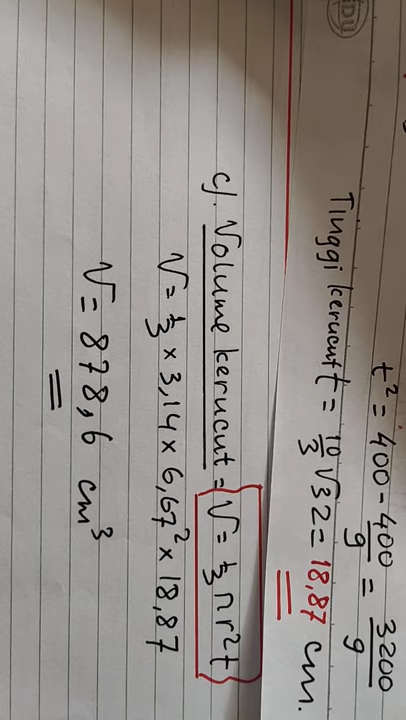 t² = 400 - 400/9 = 3200/9
Tinggi kerucut t = 10/3 √32 = 18,87 cm.
c/. Volume kerucut = V = 1/3 πr²t
V = 1/3 × 3,14 × 6,67² × 18,87
V = 878,6 cm³